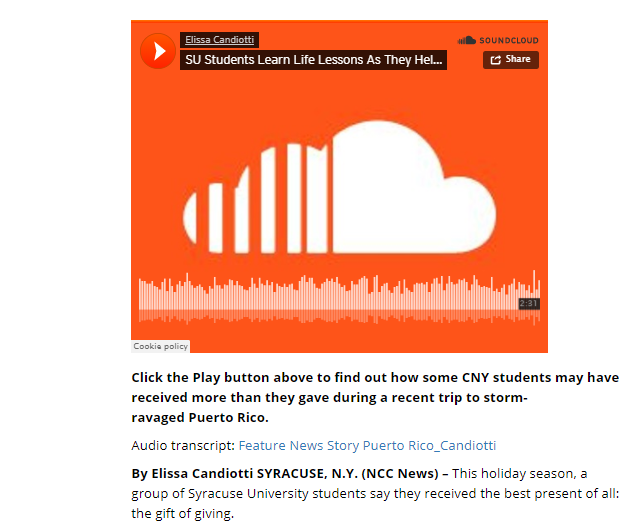 Elissa Candiotti
SOUNDCLOUD
SU Students Learn Life Lessons As They Hel...
Share
2:31
Cookie policy
Click the Play button above to find out how some CNY students may have
received more than they gave during a recent trip to storm-
ravaged Puerto Rico.
Audio transcript: Feature News Story Puerto Rico_Candiotti
By Elissa Candiotti SYRACUSE, N.Y. (NCC News) – This holiday season, a
group of Syracuse University students say they received the best present of all:
the gift of giving.